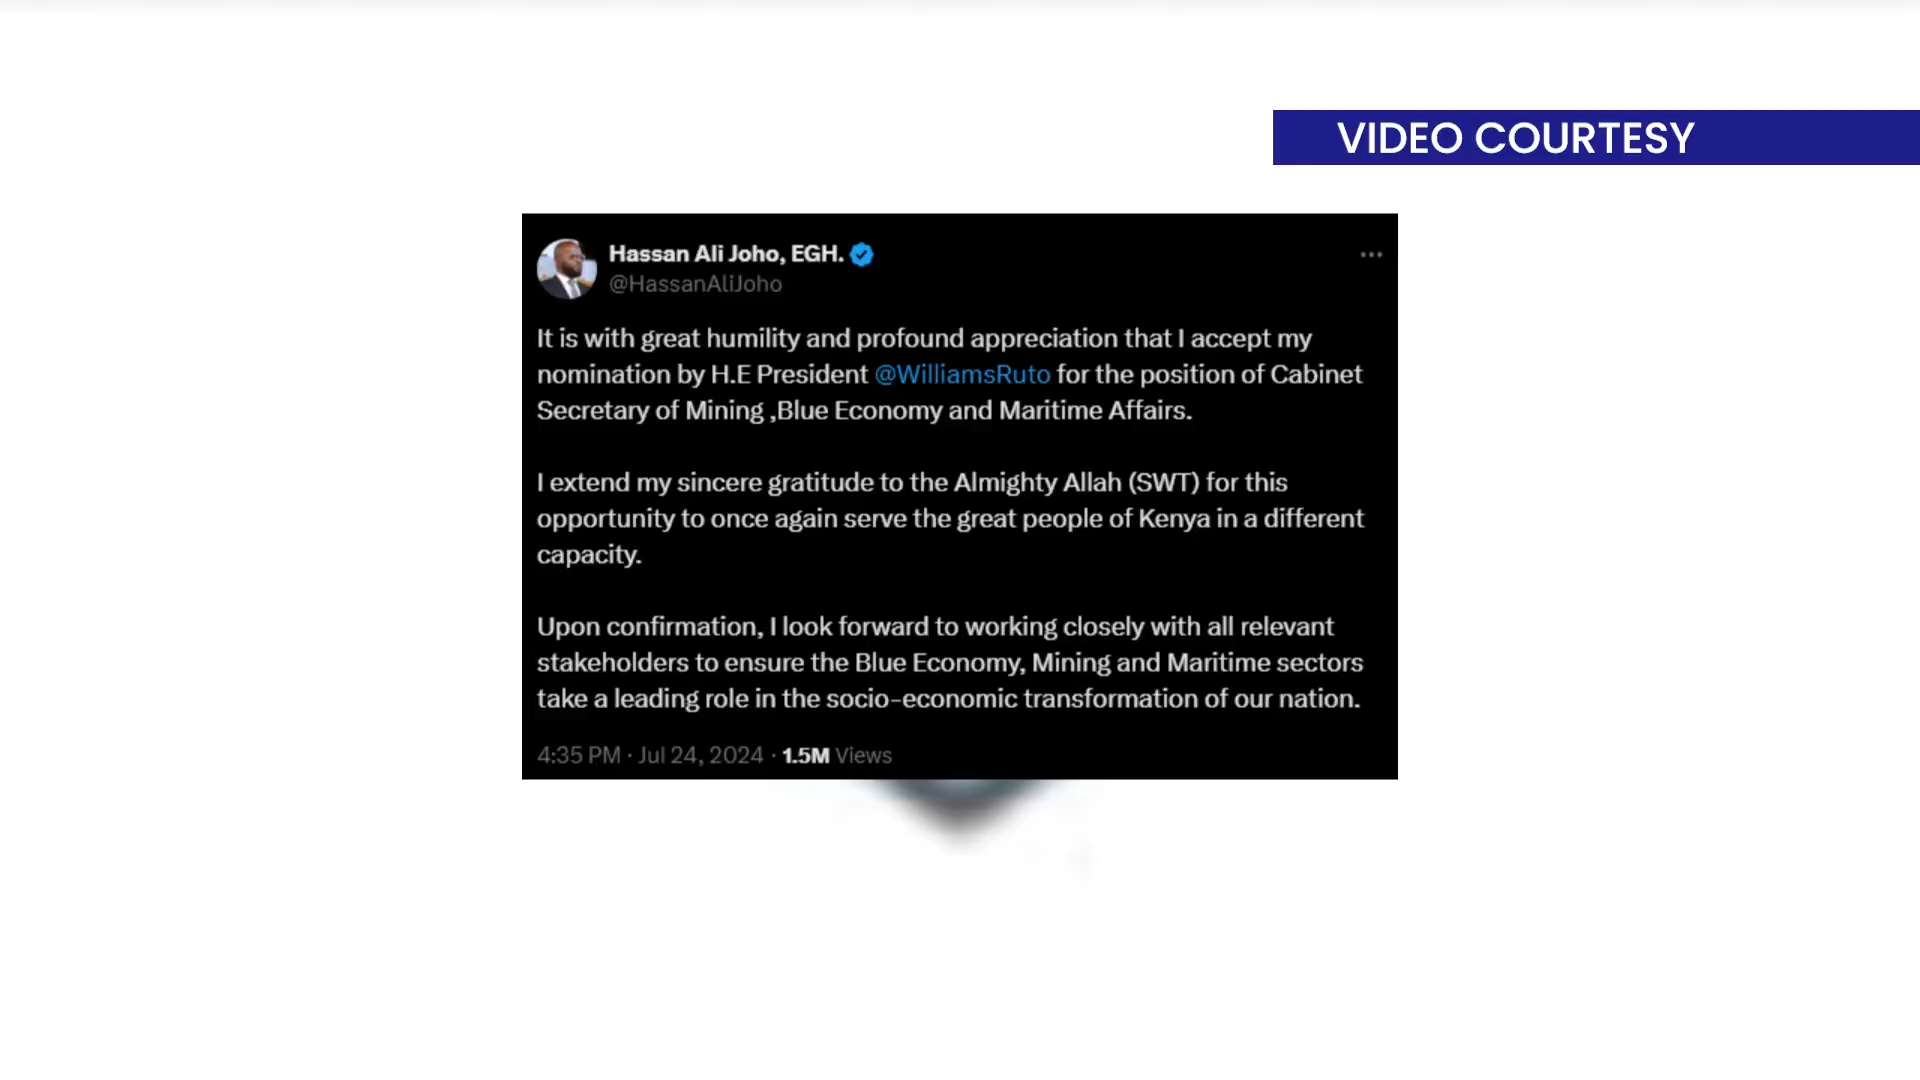 VIDEO COURTESY
Hassan Ali Joho, EGH.
@HassanAliJoho
It is with great humility and profound appreciation that I accept my
nomination by H.E President @WilliamsRuto for the position of Cabinet
Secretary of Mining ,Blue Economy and Maritime Affairs.
I extend my sincere gratitude to the Almighty Allah (SWT) for this
opportunity to once again serve the great people of Kenya in a different
capacity.
Upon confirmation, I look forward to working closely with all relevant
stakeholders to ensure the Blue Economy, Mining and Maritime sectors
take a leading role in the socio-economic transformation of our nation.
4:35 PM · Jul 24, 2024 · 1.5M Views